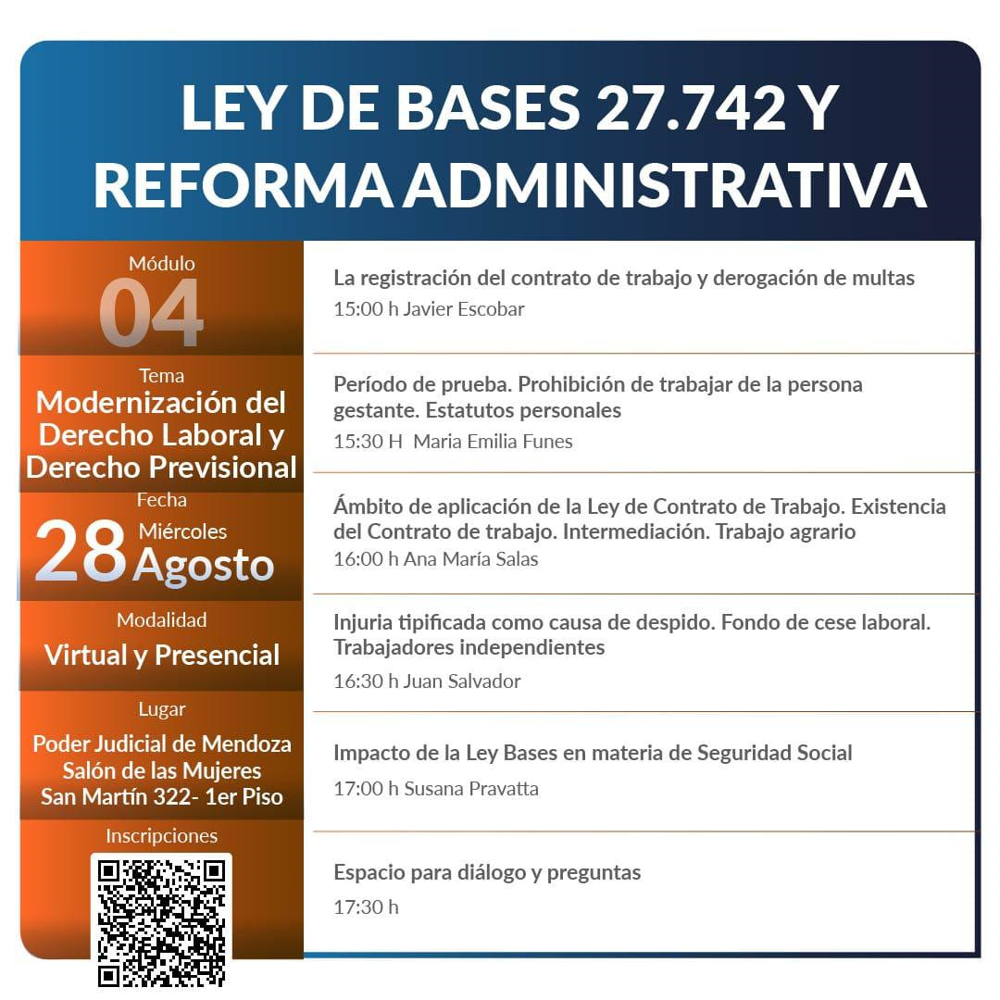 LEY DE BASES 27.742 Y
REFORMA ADMINISTRATIVA
Módulo
04
Tema
Modernización del
Derecho Laboral y
Derecho Previsional
Fecha
28 Miércoles
Agosto
Modalidad
Virtual y Presencial
Lugar
Poder Judicial de Mendoza
Salón de las Mujeres
San Martín 322- 1er Piso
Inscripciones
La registración del contrato de trabajo y derogación de multas
15:00 h Javier Escobar
Período de prueba. Prohibición de trabajar de la persona
gestante. Estatutos personales
15:30 H Maria Emilia Funes
Ámbito de aplicación de la Ley de Contrato de Trabajo. Existencia
del Contrato de trabajo. Intermediación. Trabajo agrario
16:00 h Ana María Salas
Injuria tipificada como causa de despido. Fondo de cese laboral.
Trabajadores independientes
16:30 h Juan Salvador
Impacto de la Ley Bases en materia de Seguridad Social
17:00 h Susana Pravatta
Espacio para diálogo y preguntas
17:30 h